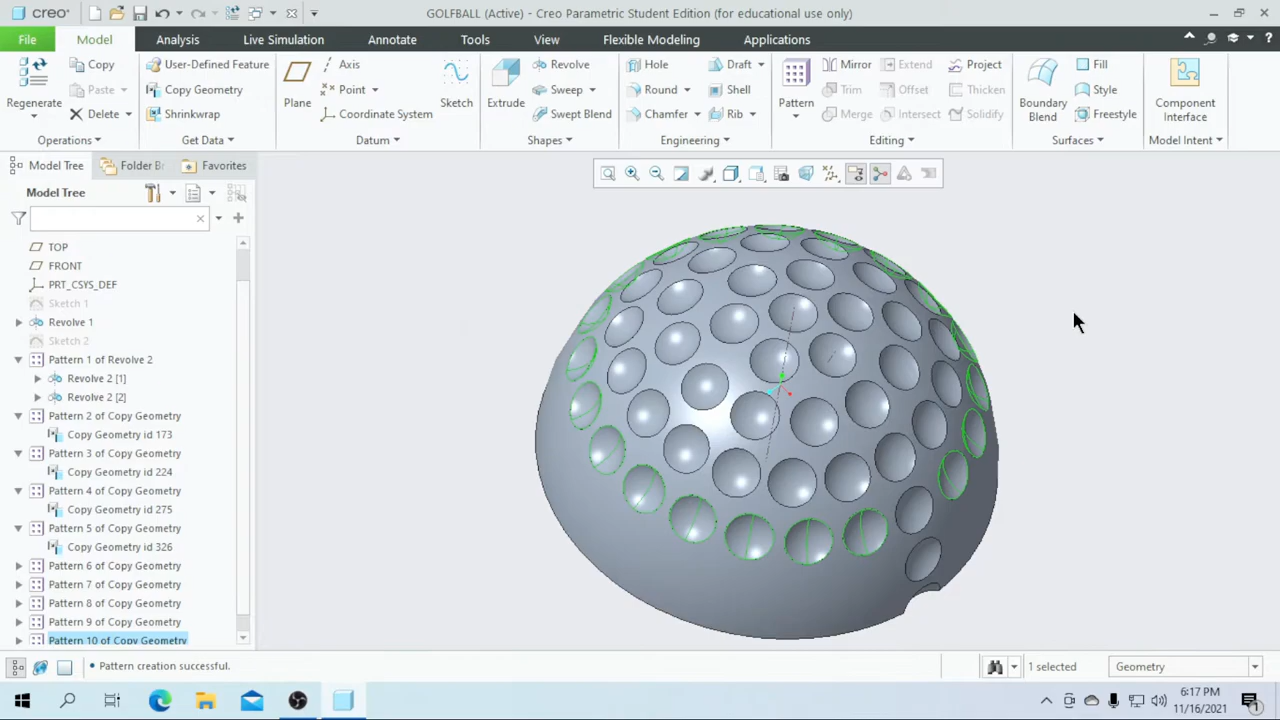 creo GOLFBALL (Active) - Creo Parametric Student Edition (for educational use only)
File Model Analysis Live Simulation Annotate Tools View Flexible Modeling Applications
Regenerate
Copy
Paste
Delete
Operations
User-Defined Feature
Copy Geometry
Shrinkwrap
Get Data
Plane
Axis
Point
Coordinate System
Sketch
Datum
Extrude
Revolve
Sweep
Swept Blend
Shapes
Hole
Round
Chamfer
Draft
Shell
Rib
Engineering
Pattern
Mirror
Trim
Merge
Extend
Offset
Intersect
Project
Thicken
Solidify
Editing
Boundary
Blend
Fill
Style
Freestyle
Surfaces
Component
Interface
Model Intent
Model Tree Folder Br Favorites
Model Tree
TOP
FRONT
PRT_CSYS_DEF
Sketch 1
Revolve 1
Sketch 2
Pattern 1 of Revolve 2
Revolve 2 [1]
Revolve 2 [2]
Pattern 2 of Copy Geometry
Copy Geometry id 173
Pattern 3 of Copy Geometry
Copy Geometry id 224
Pattern 4 of Copy Geometry
Copy Geometry id 275
Pattern 5 of Copy Geometry
Copy Geometry id 326
Pattern 6 of Copy Geometry
Pattern 7 of Copy Geometry
Pattern 8 of Copy Geometry
Pattern 9 of Copy Geometry
Pattern 10 of Copy Geometry
• Pattern creation successful.
1 selected
Geometry
6:17 PM
11/16/2021
1